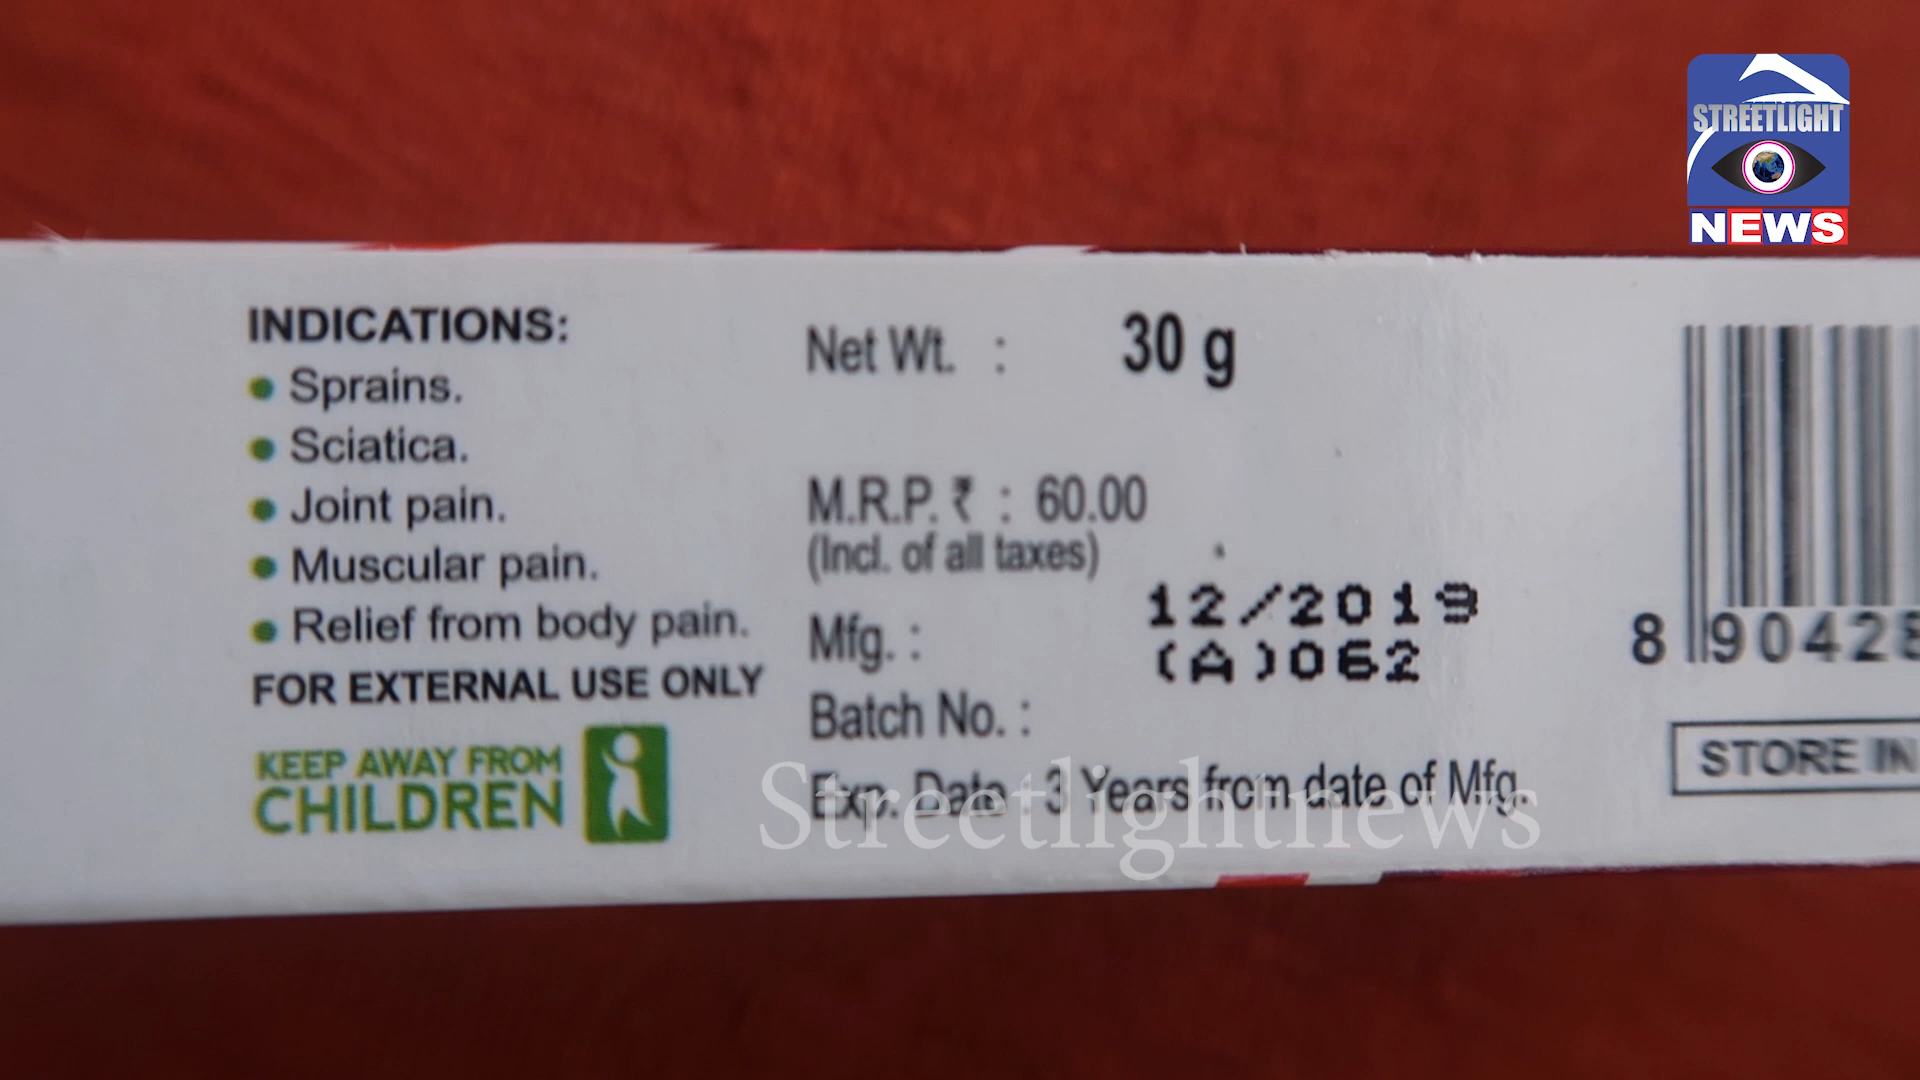 STREETLIGHT
NEWS
INDICATIONS:
Sprains.
Sciatica.
Joint pain.
Muscular pain.
Relief from body pain.
FOR EXTERNAL USE ONLY
KEEP AWAY FROM
CHILDREN
Net Wt. : 30 g
M.R.P. ₹ : 60.00
(Incl. of all taxes)
Mfg. : 12/2019
(A)062
Batch No. :
Exp. Date : 3 Years from date of Mfg.
Streetlightnews
8 90428
STORE IN